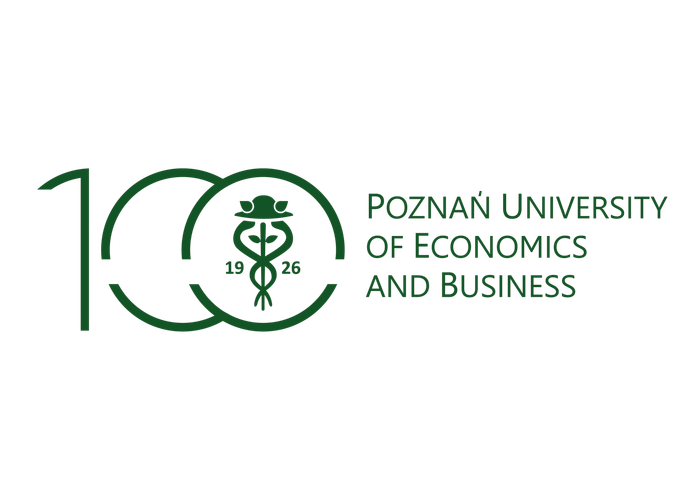 100
19 26
POZNAŃ UNIVERSITY
OF ECONOMICS
AND BUSINESS